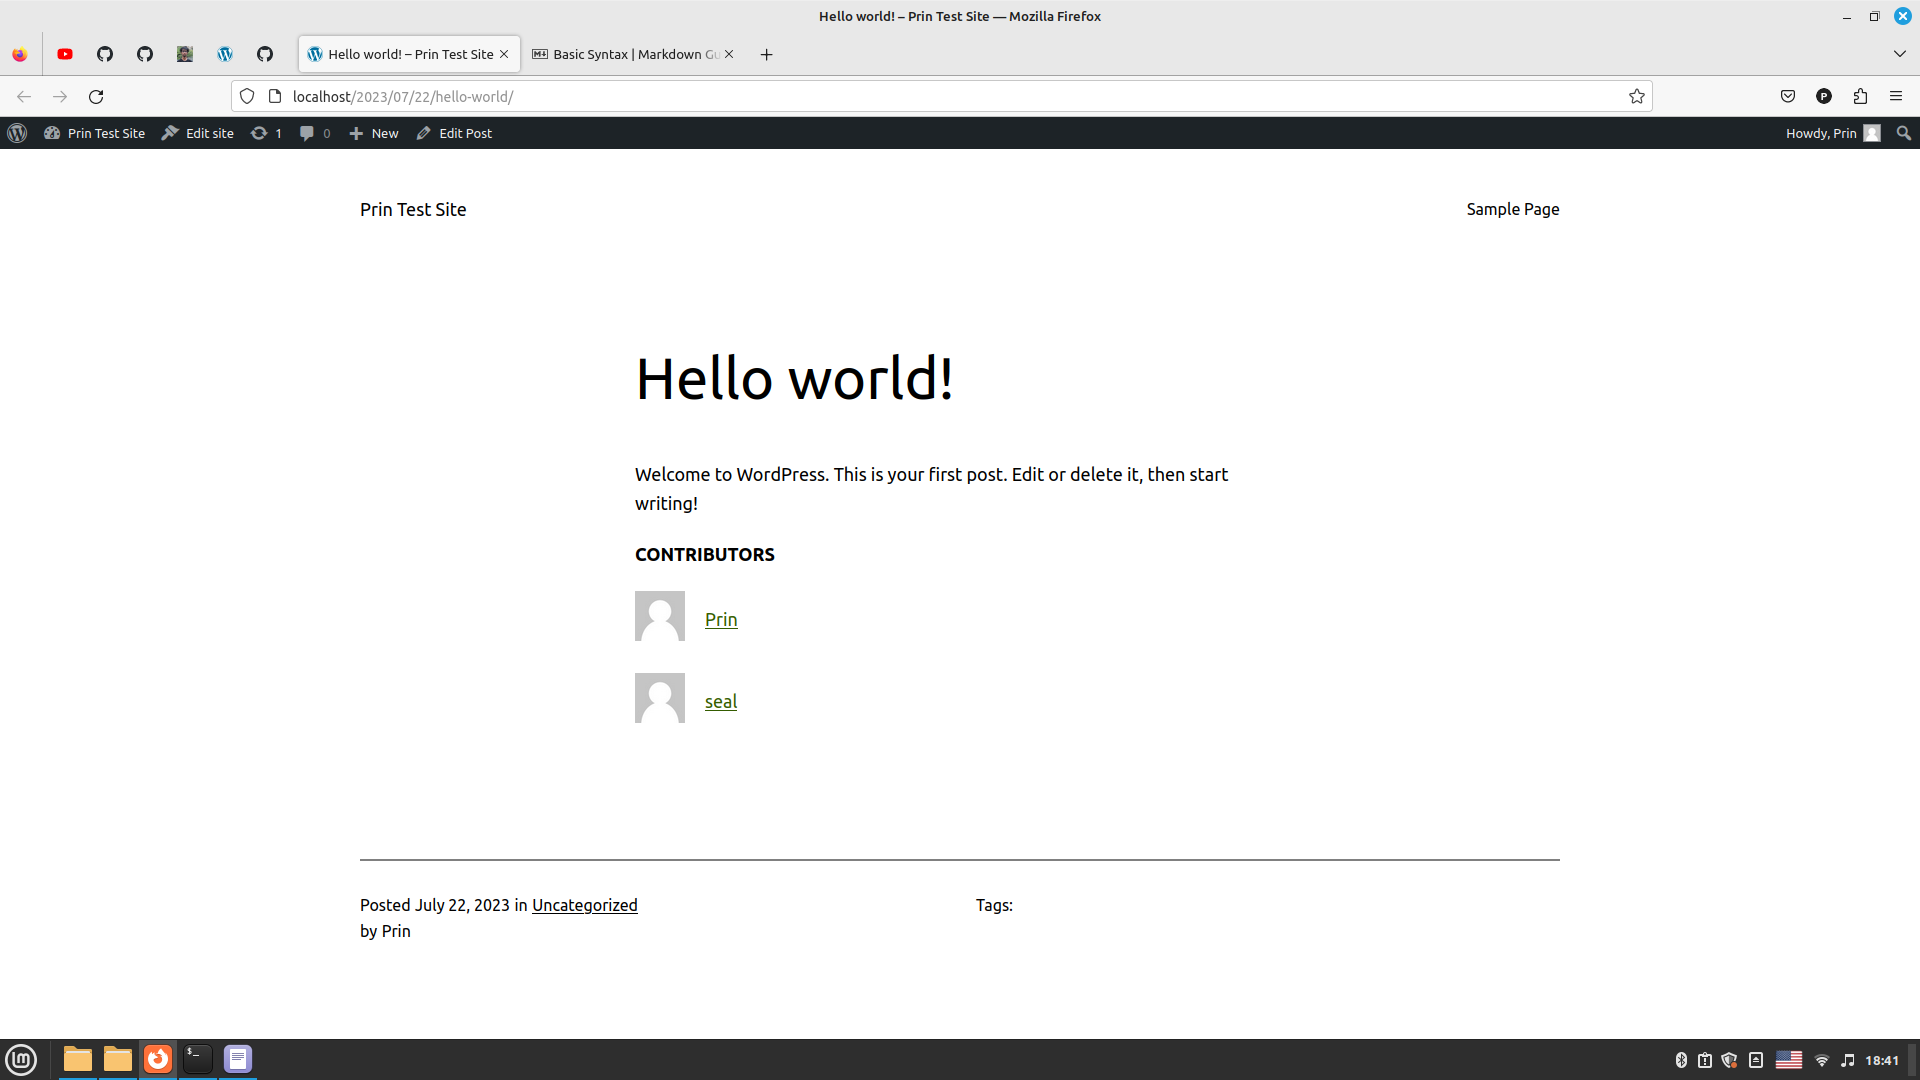 Hello world! – Prin Test Site — Mozilla Firefox
Hello world! – Prin Test Site
Basic Syntax | Markdown Gu
localhost/2023/07/22/hello-world/
P
Prin Test Site
Edit site
1
0
New
Edit Post
Howdy, Prin
Prin Test Site
Sample Page
Hello world!
Welcome to WordPress. This is your first post. Edit or delete it, then start
writing!
CONTRIBUTORS
Prin
seal
Posted July 22, 2023 in Uncategorized
by Prin
Tags:
18:41